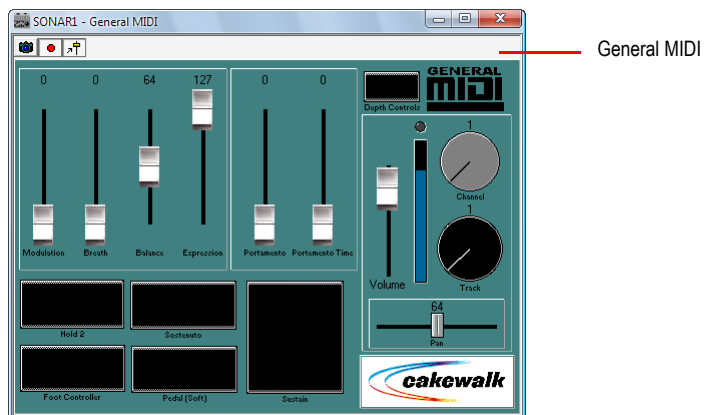 SONAR1 - General MIDI
General MIDI
0 0 64 127 0 0
GENERAL
MIDI
Depth Controls
1
Channel
1
Modulation Breath Balance Expression Portamento Portemento Time
Volume
Track
64
Pan
Hold 2 Sostenuto
Foot Controller Pedal (Soft) Sustain
cakewalk